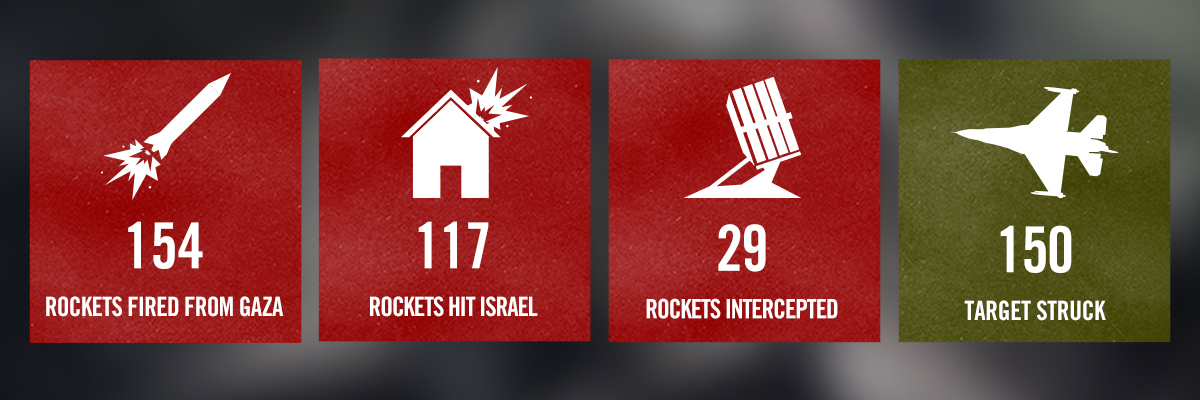 154
ROCKETS FIRED FROM GAZA
117
ROCKETS HIT ISRAEL
29
ROCKETS INTERCEPTED
150
TARGET STRUCK